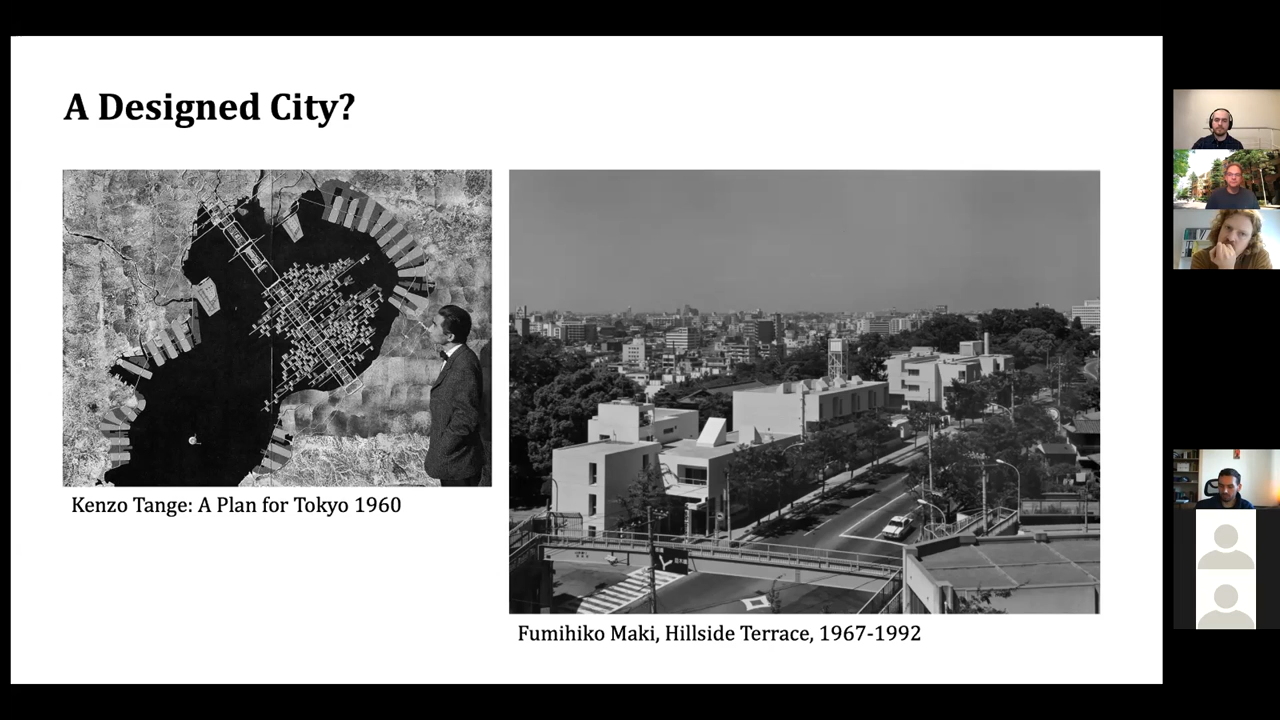 A Designed City?
Kenzo Tange: A Plan for Tokyo 1960
Fumihiko Maki, Hillside Terrace, 1967-1992